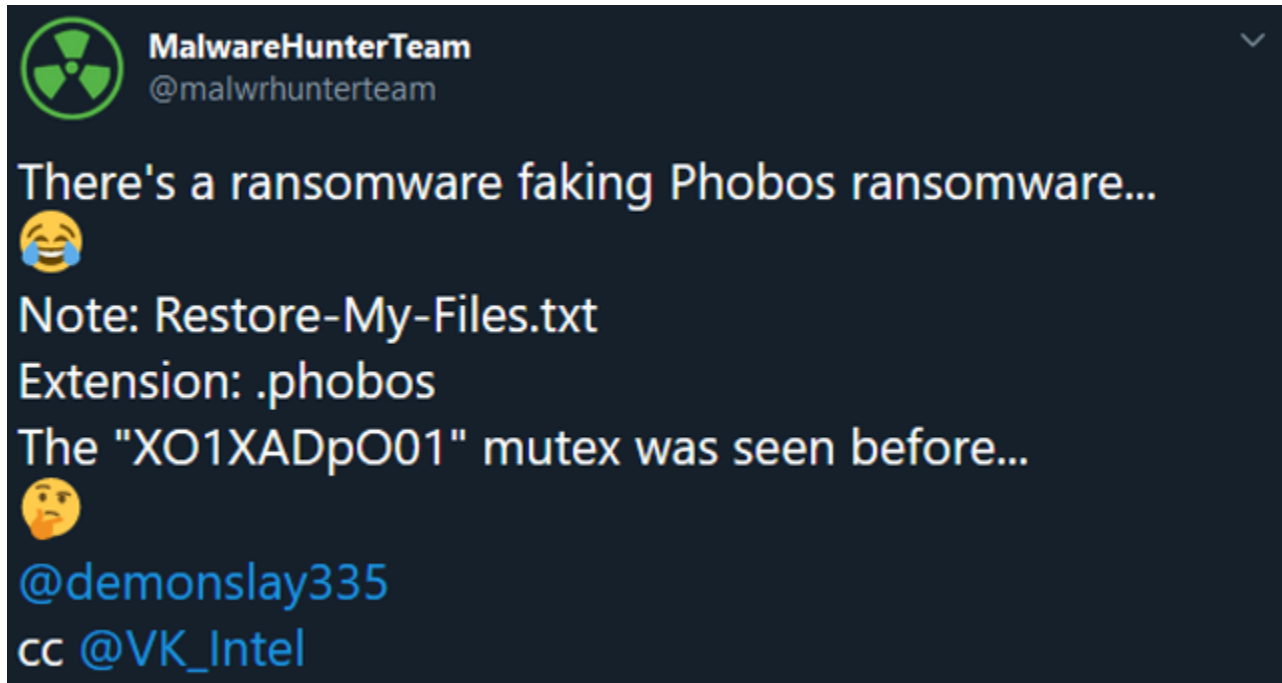 MalwareHunterTeam
@malwrhunterteam
There's a ransomware faking Phobos ransomware...
😂
Note: Restore-My-Files.txt
Extension: .phobos
The "XO1XADpO01" mutex was seen before...
🤔
@demonslay335
cc @VK_Intel